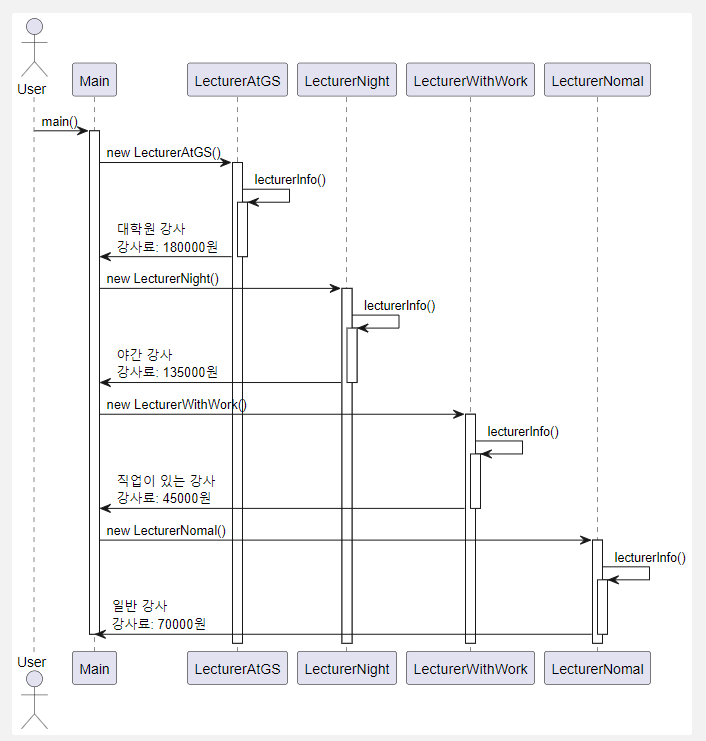 User
Main
LecturerAtGS
LecturerNight
LecturerWithWork
LecturerNomal
main()
new LecturerAtGS()
lecturerInfo()
대학원 강사
강사료: 180000원
new LecturerNight()
lecturerInfo()
야간 강사
강사료: 135000원
new LecturerWithWork()
lecturerInfo()
직업이 있는 강사
강사료: 45000원
new LecturerNomal()
lecturerInfo()
일반 강사
강사료: 70000원
User
Main
LecturerAtGS
LecturerNight
LecturerWithWork
LecturerNomal